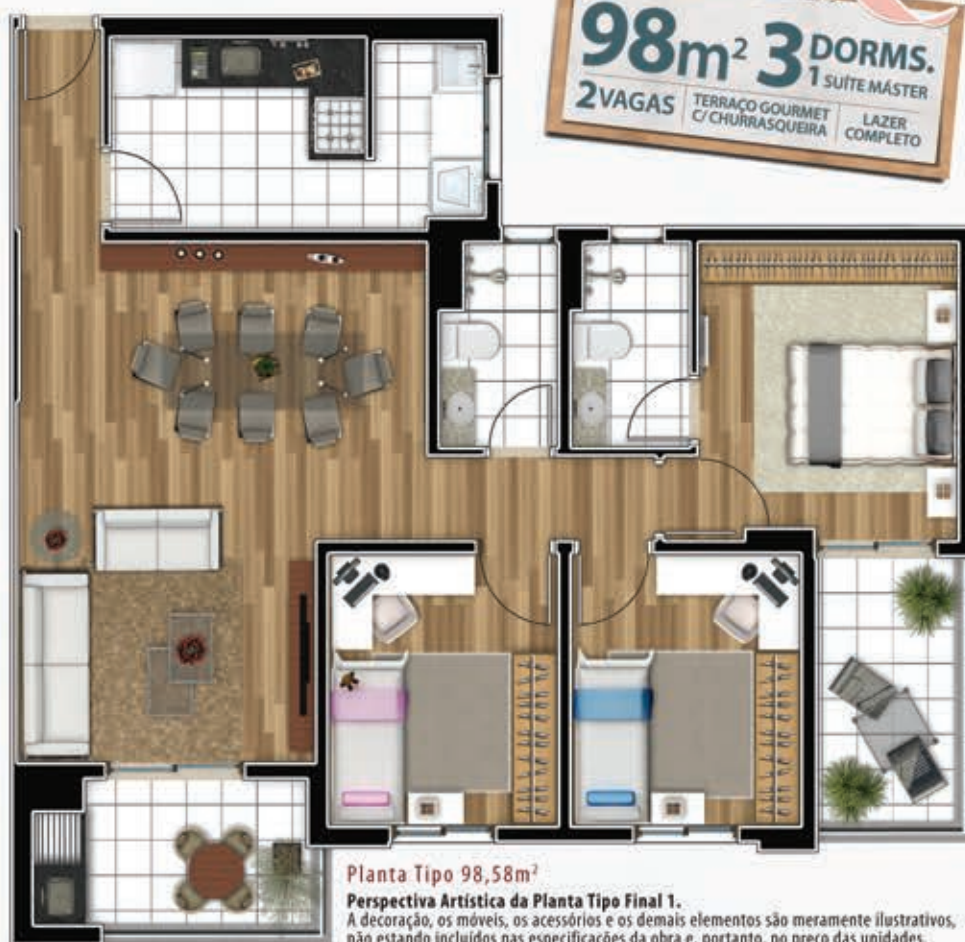 98m² 3 DORMS.
1 SUÍTE MÁSTER
2 VAGAS
TERRAÇO GOURMET
C/ CHURRASQUEIRA
LAZER
COMPLETO
Planta Tipo 98,58m²
Perspectiva Artística da Planta Tipo Final 1.
A decoração, os móveis, os acessórios e os demais elementos são meramente ilustrativos,
não estando incluídos nas especificações da obra e, portanto, no preço das unidades.